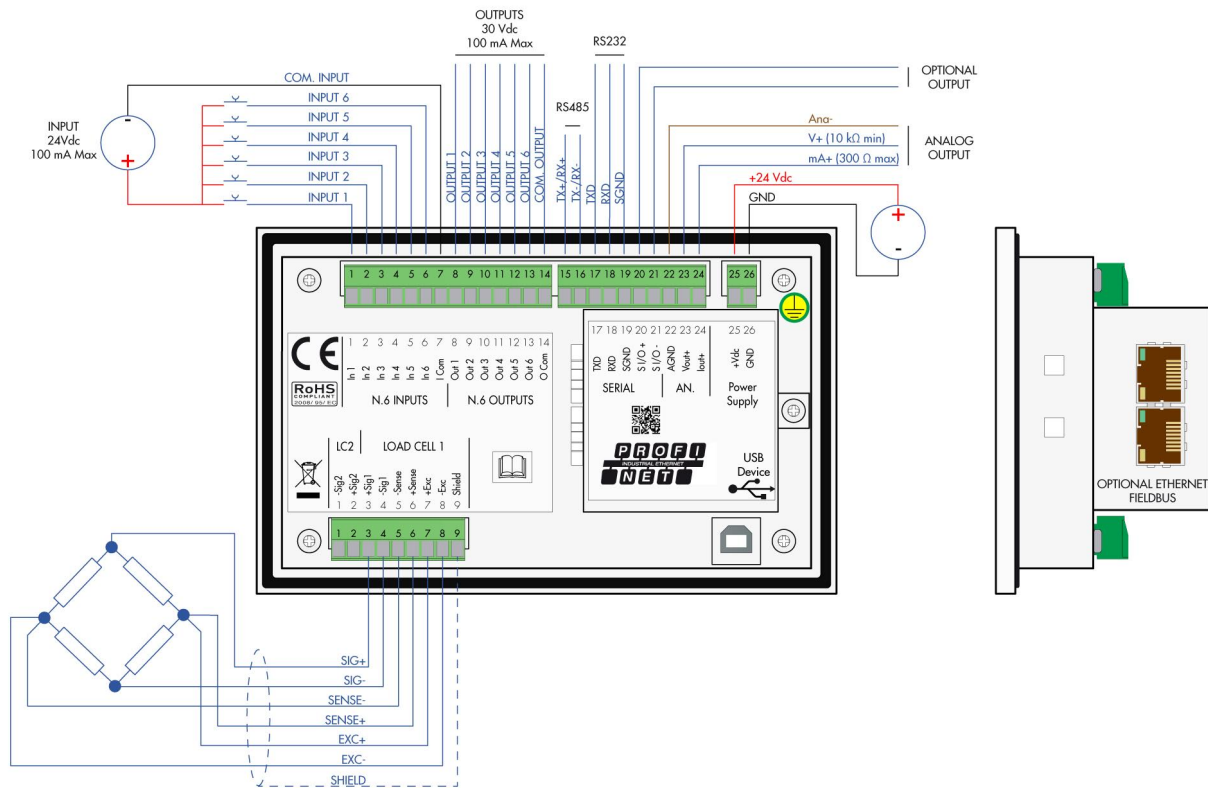 OUTPUTS
30 Vdc
100 mA Max
RS232
COM. INPUT
INPUT 6
INPUT 5
INPUT 4
INPUT 3
INPUT 2
INPUT 1
INPUT
24Vdc
100 mA Max
-
+
OUTPUT 1
OUTPUT 2
OUTPUT 3
OUTPUT 4
OUTPUT 5
OUTPUT 6
COM. OUTPUT
RS485
TX+/RX+
TX-/RX-
TXD
RXD
SGND
OPTIONAL
OUTPUT
Ana-
V+ (10 kΩ min)
mA+ (300 Ω max)
ANALOG
OUTPUT
+24 Vdc
GND
+
-
1 2 3 4 5 6 7 8 9 10 11 12 13 14
15 16 17 18 19 20 21 22 23 24
25 26
CE
RoHS
COMPLIANT
2008/95/EC
1 2 3 4 5 6 7 8 9 10 11 12 13 14
In 1
In 2
In 3
In 4
In 5
In 6
I Com
Out 1
Out 2
Out 3
Out 4
Out 5
Out 6
O Com
N.6 INPUTS
N.6 OUTPUTS
LC2
LOAD CELL 1
-Sig2
+Sig2
+Sig1
-Sig1
-Sense
+Sense
+Exc
-Exc
Shield
1 2 3 4 5 6 7 8 9
17 18 19 20 21 22 23 24 25 26
TXD
RXD
SGND
S I/O +
S I/O -
AGND
Vout+
Iout+
+Vdc
GND
SERIAL
AN.
Power
Supply
PROFI
INDUSTRIAL ETHERNET
NET
USB
Device
1 2 3 4 5 6 7 8 9
OPTIONAL ETHERNET
FIELDBUS
SIG+
SIG-
SENSE-
SENSE+
EXC+
EXC-
SHIELD